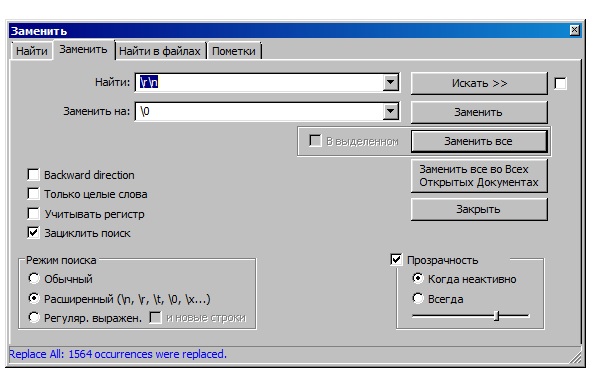 Заменить
Найти
Заменить
Найти в файлах
Пометки
Найти:
\r\n
Искать >>
Заменить на:
\0
Заменить
В выделенном
Заменить все
Заменить все во Всех
Открытых Документах
Закрыть
Backward direction
Только целые слова
Учитывать регистр
Зациклить поиск
Режим поиска
Обычный
Расширенный (\n, \r, \t, \0, \x...)
Регуляр. выражен.
и новые строки
Прозрачность
Когда неактивно
Всегда
Replace All: 1564 occurrences were replaced.